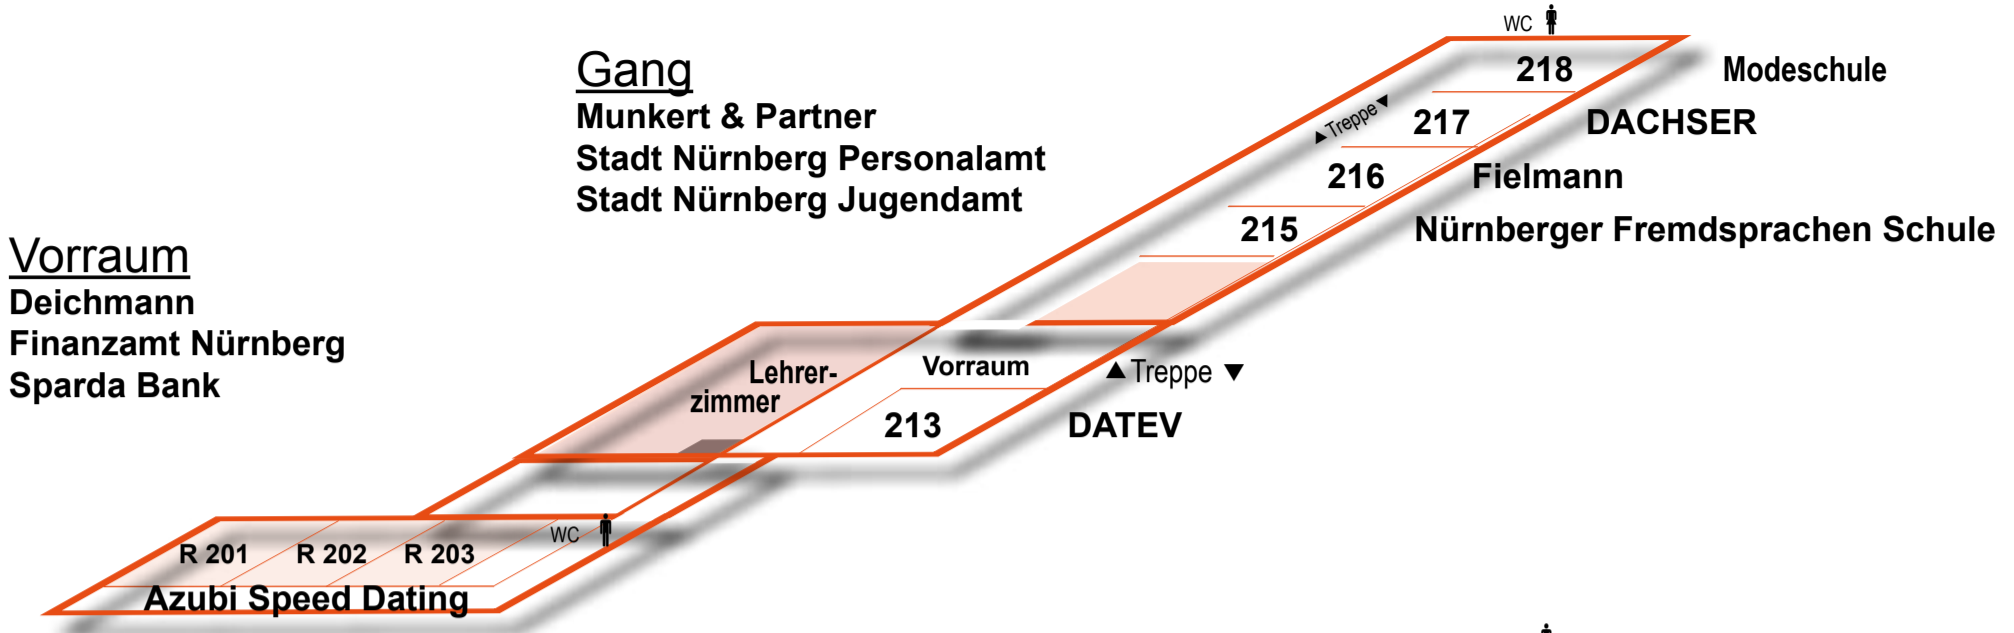 WC
Gang
Munkert & Partner
Stadt Nürnberg Personalamt
Stadt Nürnberg Jugendamt
218 Modeschule
▶Treppe◀
217 DACHSER
216 Fielmann
215 Nürnberger Fremdsprachen Schule
Vorraum
Deichmann
Finanzamt Nürnberg
Sparda Bank
Lehrer-
zimmer
Vorraum
▲Treppe ▼
213 DATEV
WC
R 201 R 202 R 203
Azubi Speed Dating